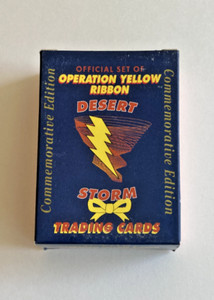 OFFICIAL SET OF
OPERATION YELLOW
RIBBON
DESERT
STORM
TRADING CARDS
Commemorative Edition
Commemorative Edition